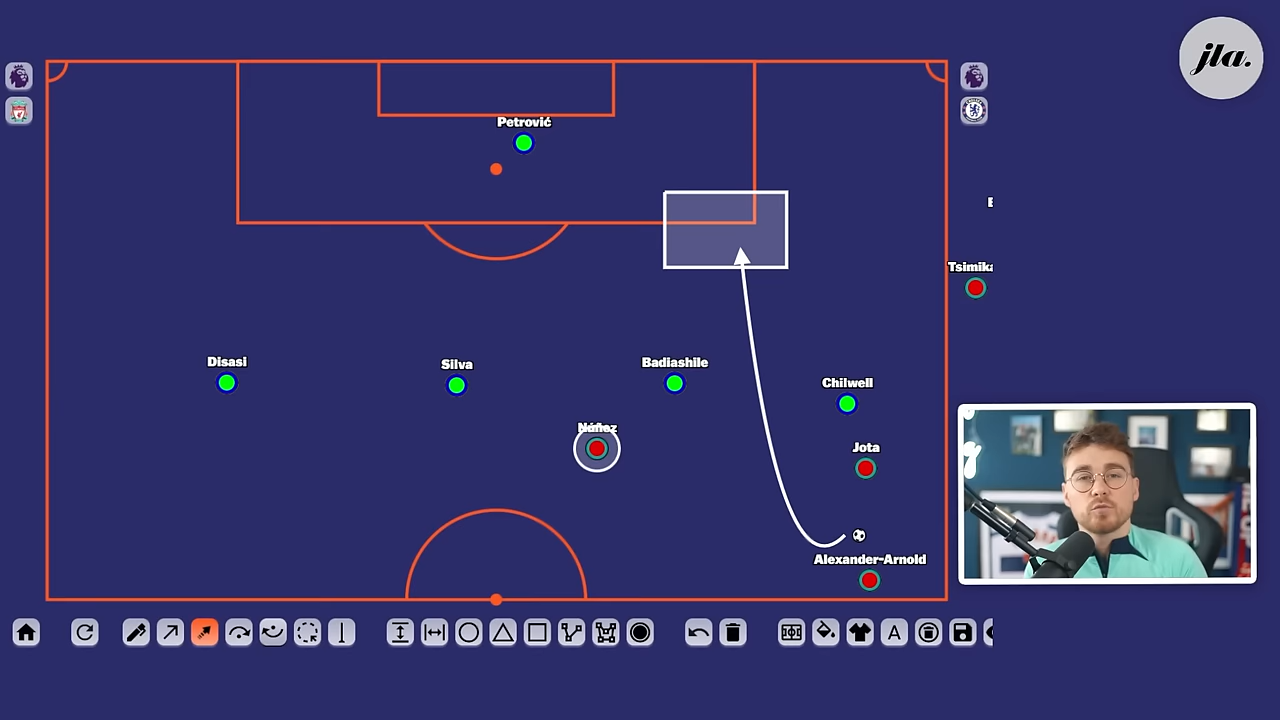 jla.
Petrović
Tsimika
Disasi
Silva
Badiashile
Chilwell
Núñez
Jota
Alexander-Arnold
A